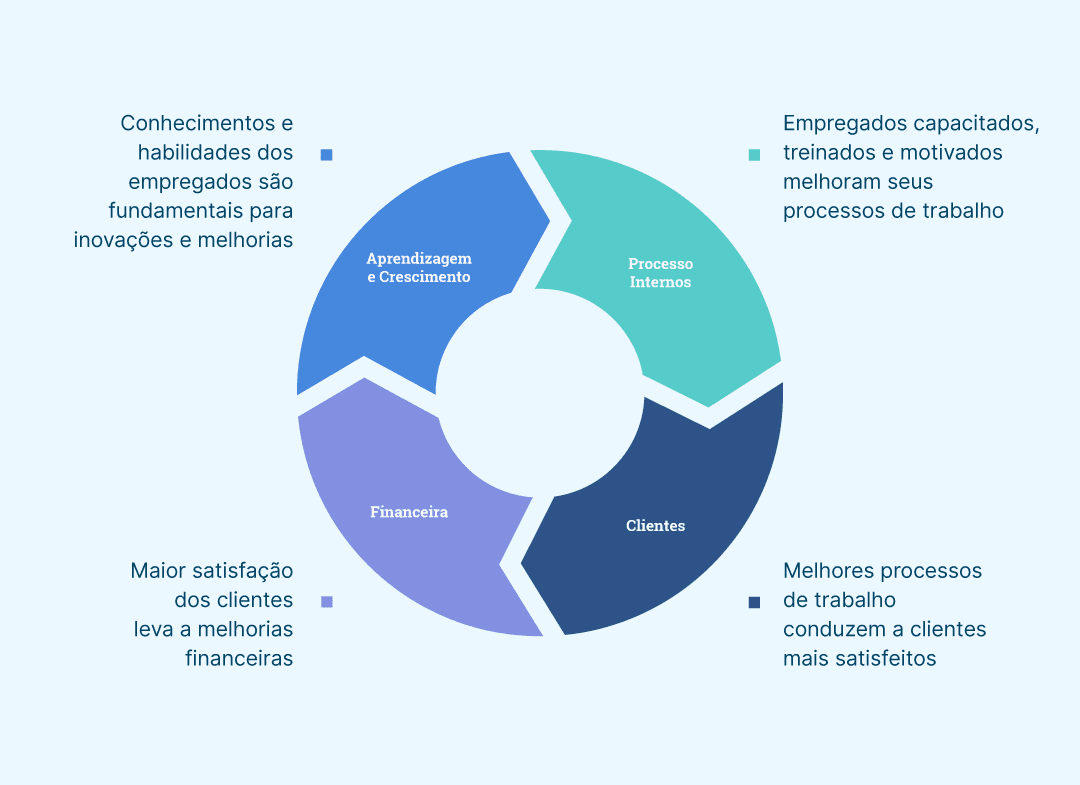 Conhecimentos e
habilidades dos
empregados são
fundamentais para
inovações e melhorias
Empregados capacitados,
treinados e motivados
melhoram seus
processos de trabalho
Aprendizagem
e Crescimento
Processo
Internos
Financeira
Clientes
Maior satisfação
dos clientes
leva a melhorias
financeiras
Melhores processos
de trabalho
conduzem a clientes
mais satisfeitos